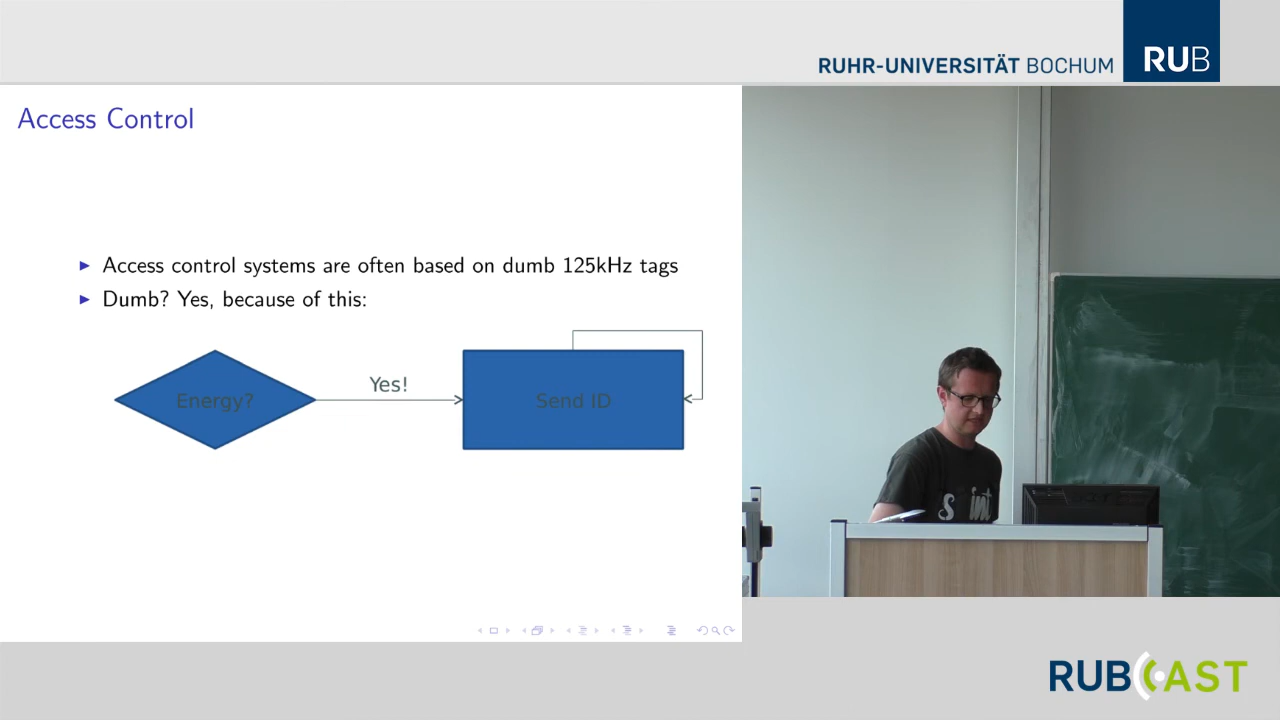 RUHR-UNIVERSITÄT BOCHUM
RUB
Access Control
Access control systems are often based on dumb 125kHz tags
Dumb? Yes, because of this:
Energy?
Yes!
Send ID
RUBCAST